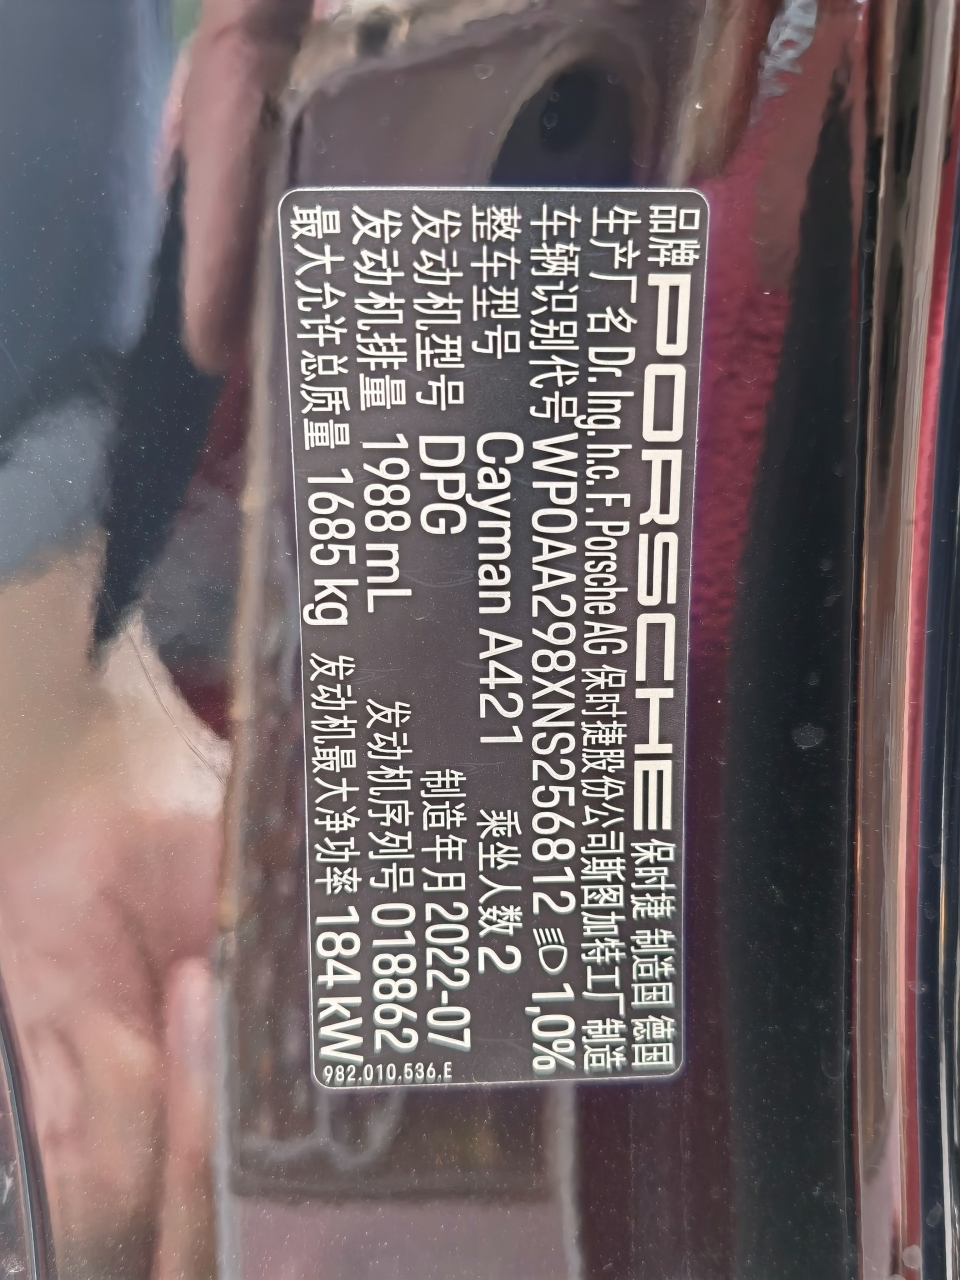 品牌 PORSCHE 保时捷 制造国 德国
生产厂名 Dr. Ing. h.c. F. Porsche AG 保时捷股份公司斯图加特工厂制造
车辆识别代号 WP0AA298XNS256812 1,0%
整车型号 Cayman A421 乘坐人数 2
发动机型号 DPG 制造年月 2022-07
发动机排量 1988 mL 发动机序列号 018862
最大允许总质量 1685 kg 发动机最大净功率 184 kW
982.010.536.E